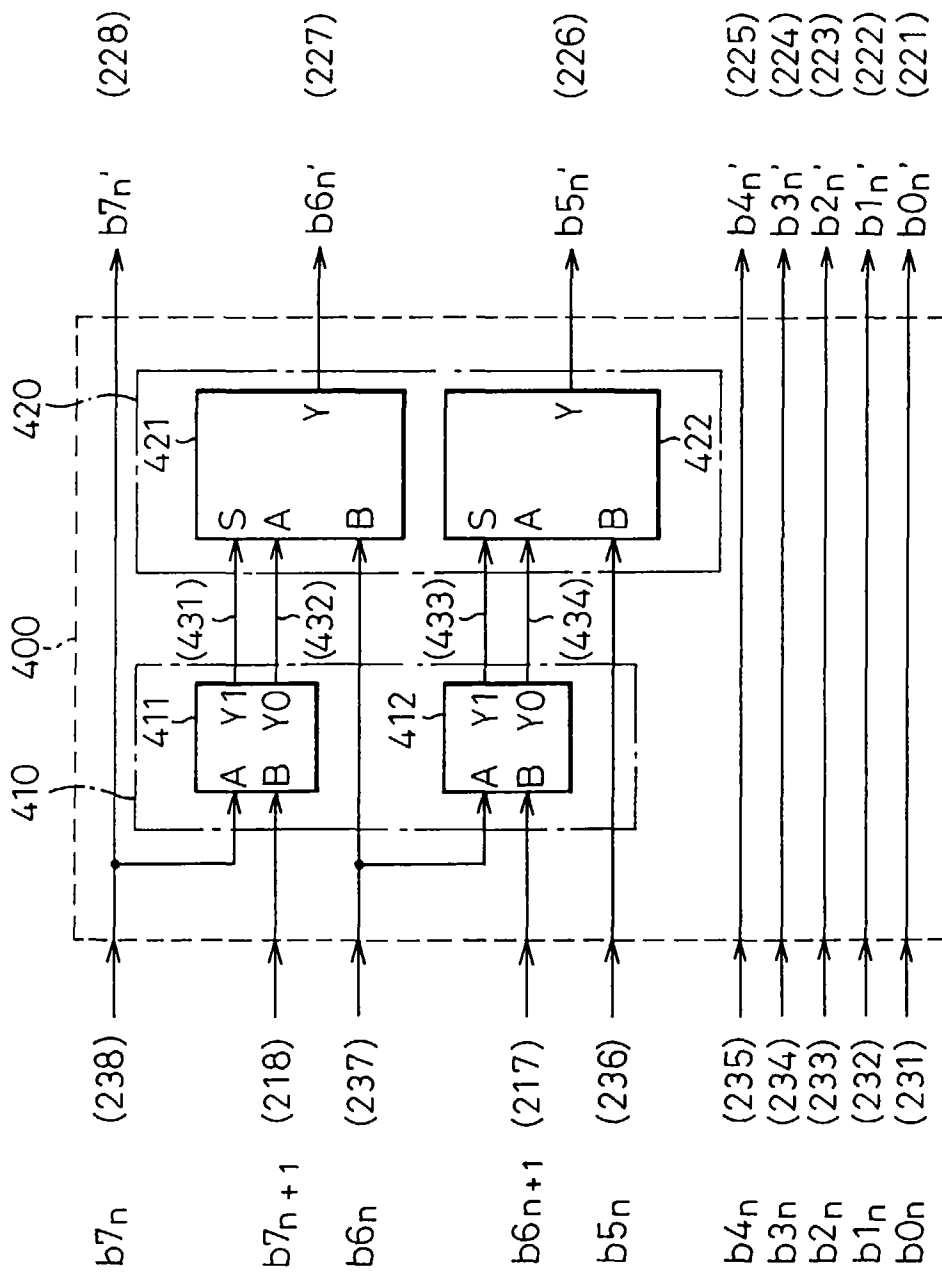 400
410
420
b7n (238)
b7n' (228)
411
A Y1
B Y0
(431)
(432)
421
S
A
B
Y
b7n+1 (218)
b6n (237)
b6n' (227)
412
A Y1
B Y0
(433)
(434)
S
A
B
Y
422
b6n+1 (217)
b5n (236)
b5n' (226)
b4n (235)
b4n' (225)
b3n (234)
b3n' (224)
b2n (233)
b2n' (223)
b1n (232)
b1n' (222)
b0n (231)
b0n' (221)